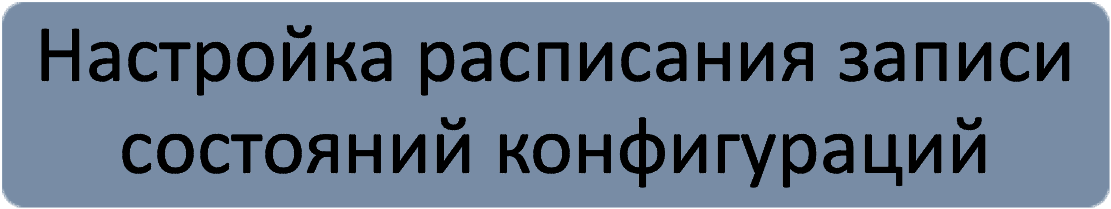 Настройка расписания записи
состояний конфигураций